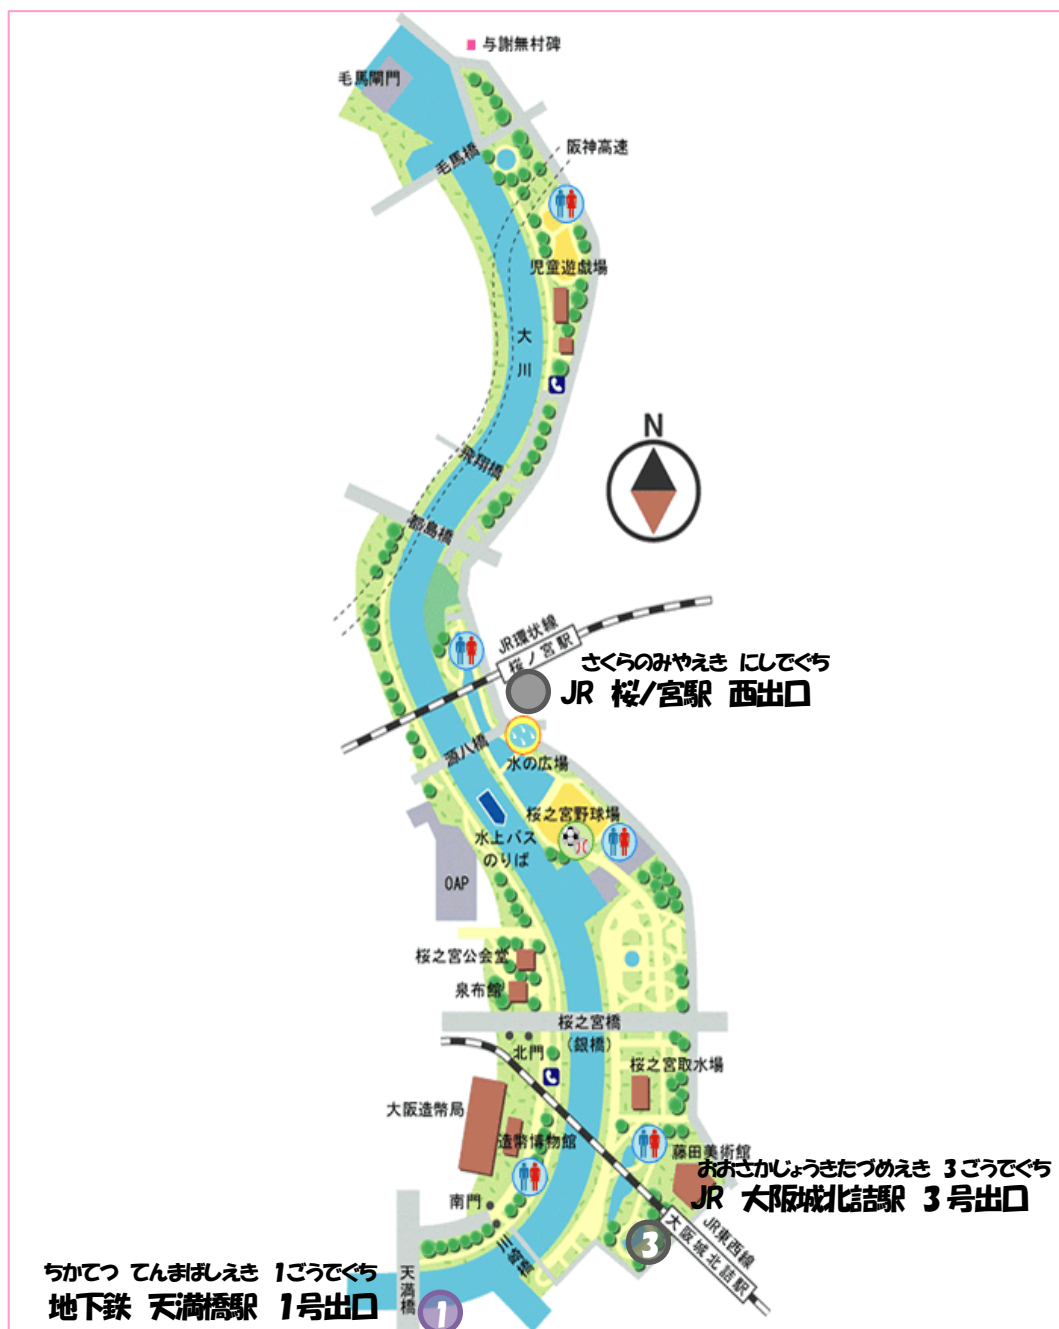 与謝無村碑
毛馬閘門
毛馬橋
阪神高速
児童遊戯場
大川
飛翔橋
N
都島橋
JR環状線
桜ノ宮駅
さくらのみやえき にしでぐち
JR 桜ノ宮駅 西出口
源八橋
水の広場
桜之宮野球場
水上バス
のりば
OAP
桜之宮公会堂
泉布館
桜之宮橋
(銀橋)
北門
桜之宮取水場
大阪造幣局
造幣博物館
藤田美術館
おおさかじょうきたづめえき 3ごうでぐち
JR 大阪城北詰駅 3号出口
南門
川崎橋
3
JR東西線
大阪城北詰駅
ちかてつ てんまばしえき 1ごうでぐち
地下鉄 天満橋駅 1号出口
天満橋
1